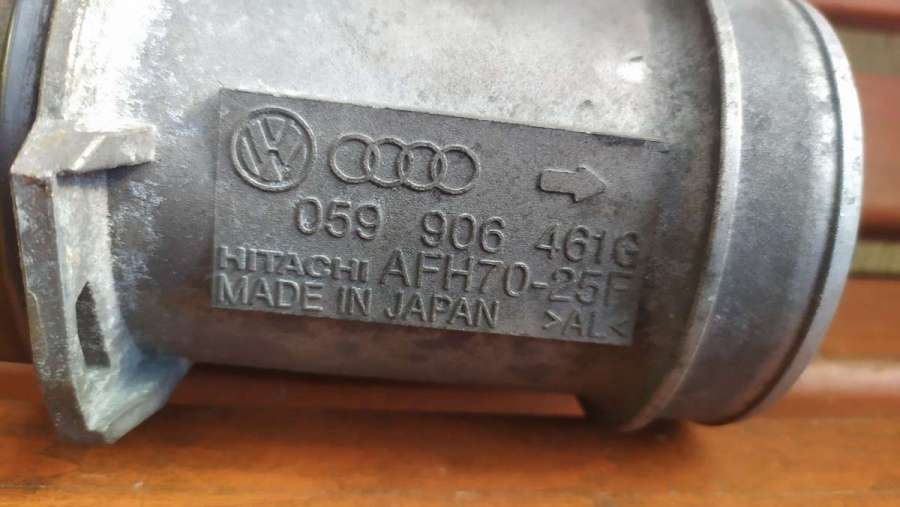 059 906 461G
HITACHI AFH70-25F
MADE IN JAPAN >AL<